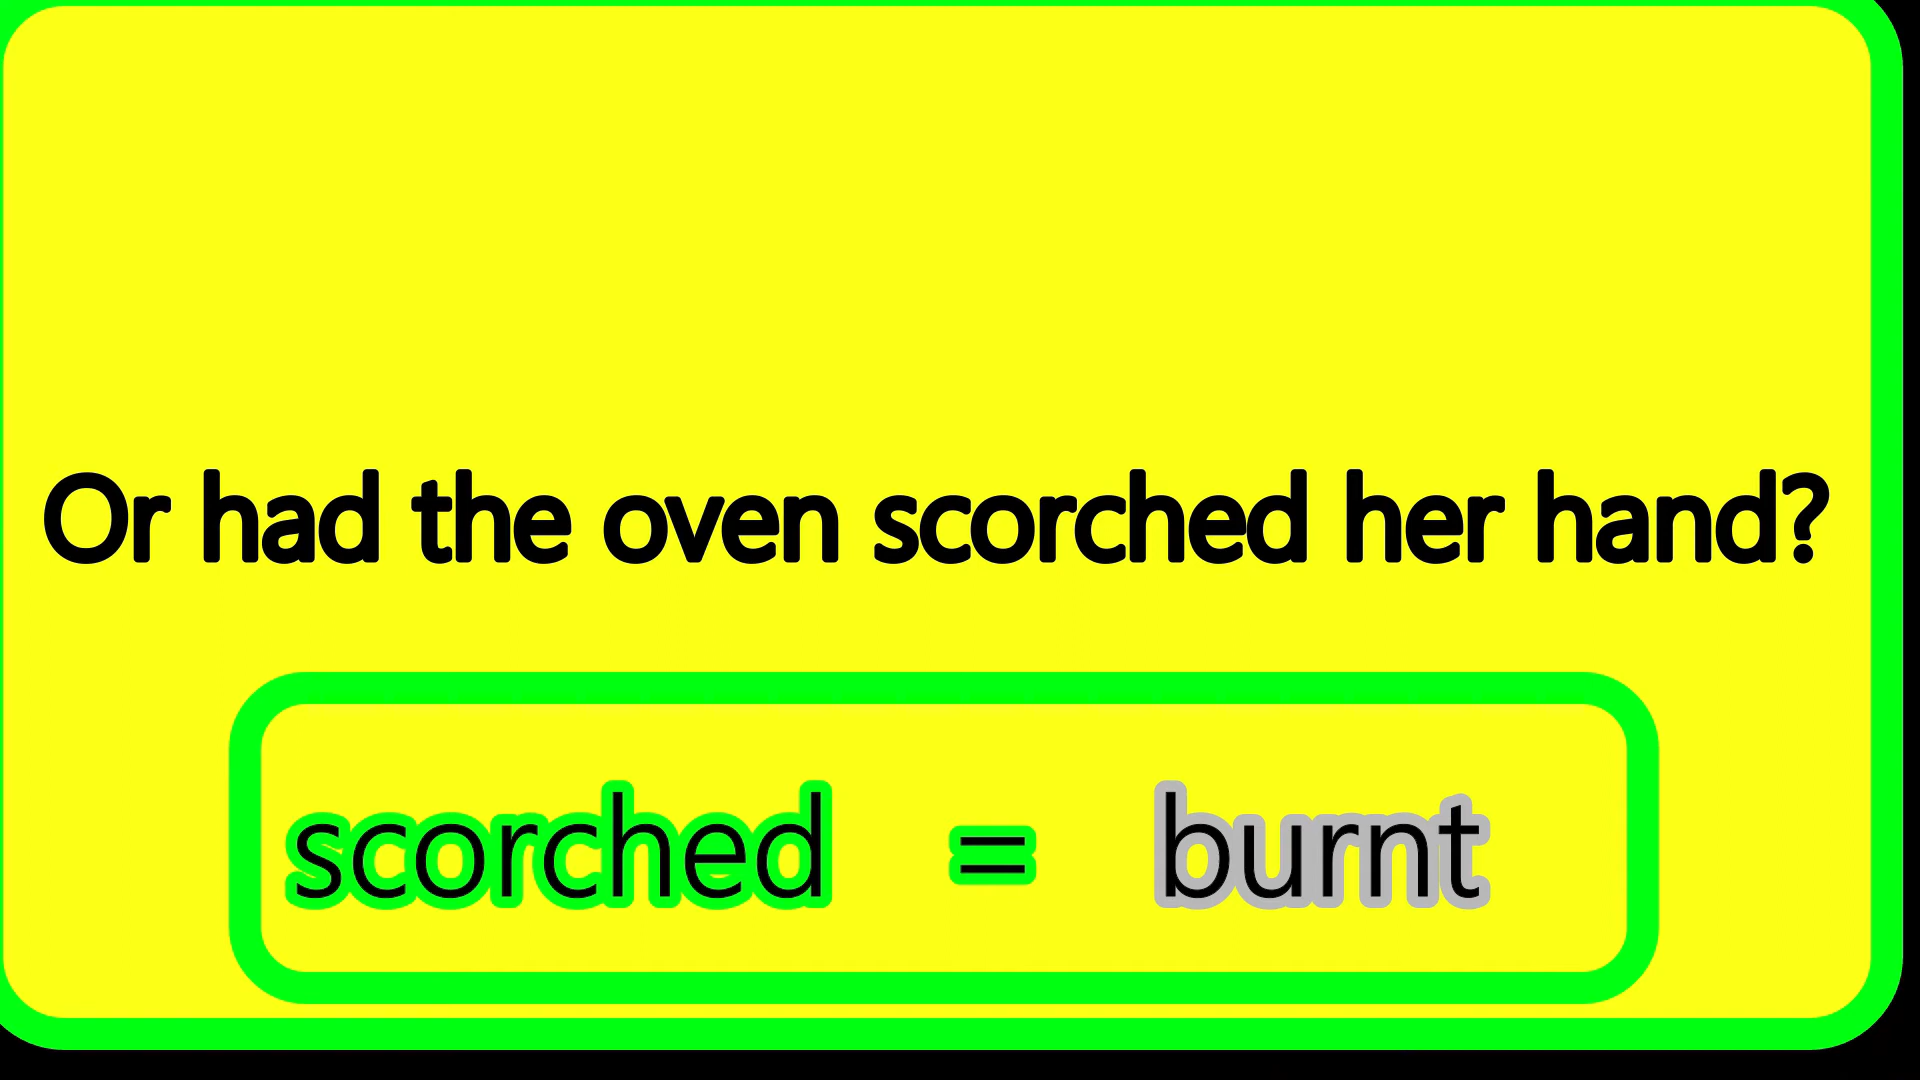 Or had the oven scorched her hand?
scorched = burnt